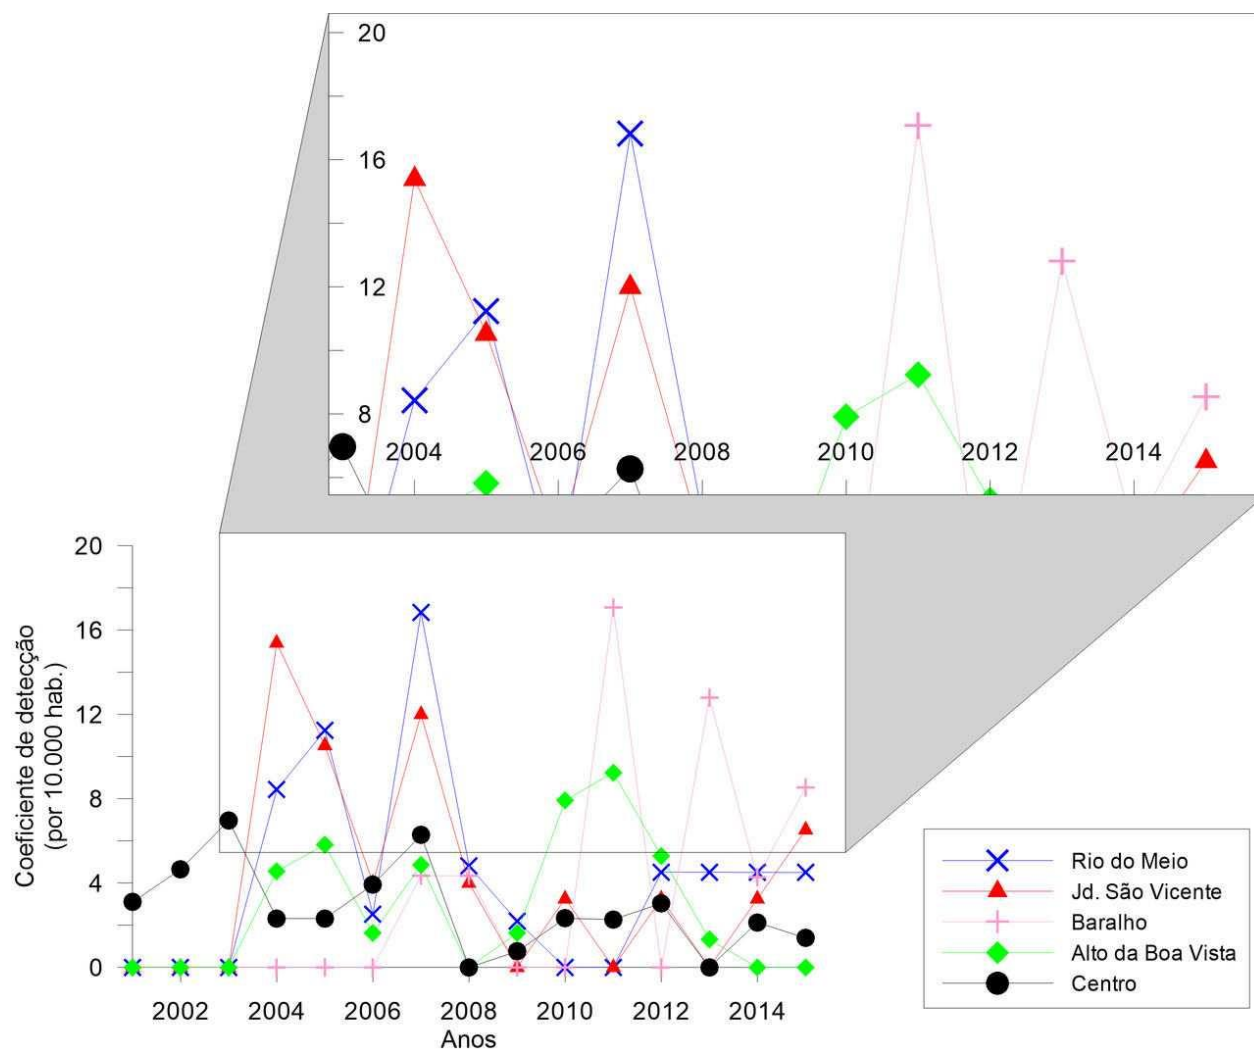 20
16
12
8
2004 2006 2008 2010 2012 2014
20
16
12
8
4
0
Coeficiente de detecção
(por 10.000 hab.)
2002 2004 2006 2008 2010 2012 2014
Anos
Rio do Meio
Jd. São Vicente
Baralho
Alto da Boa Vista
Centro